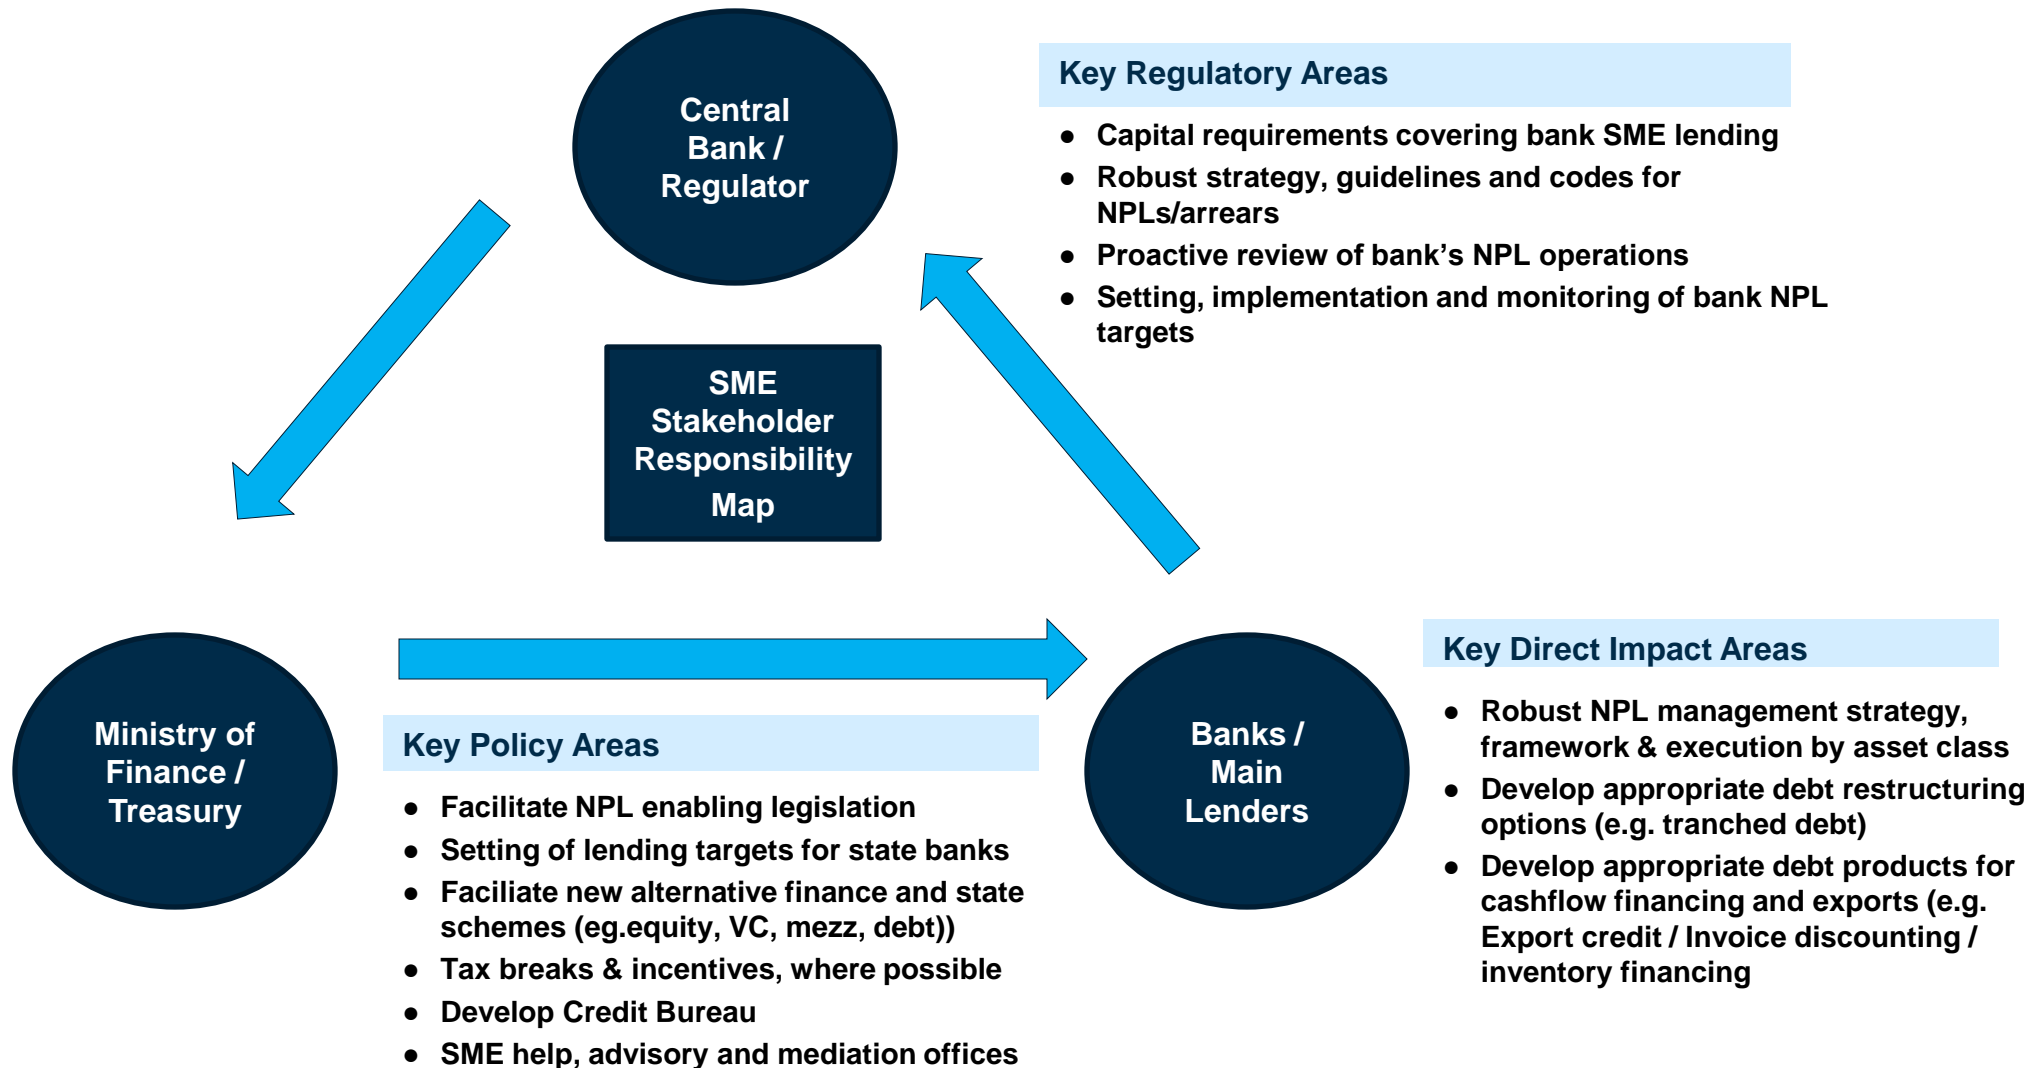 Central
Bank /
Regulator
Key Regulatory Areas
● Capital requirements covering bank SME lending
● Robust strategy, guidelines and codes for
NPLs/arrears
● Proactive review of bank’s NPL operations
● Setting, implementation and monitoring of bank NPL
targets
SME
Stakeholder
Responsibility
Map
Ministry of
Finance /
Treasury
Key Policy Areas
● Facilitate NPL enabling legislation
● Setting of lending targets for state banks
● Faciliate new alternative finance and state
schemes (eg.equity, VC, mezz, debt))
● Tax breaks & incentives, where possible
● Develop Credit Bureau
● SME help, advisory and mediation offices
Banks /
Main
Lenders
Key Direct Impact Areas
● Robust NPL management strategy,
framework & execution by asset class
● Develop appropriate debt restructuring
options (e.g. tranched debt)
● Develop appropriate debt products for
cashflow financing and exports (e.g.
Export credit / Invoice discounting /
inventory financing